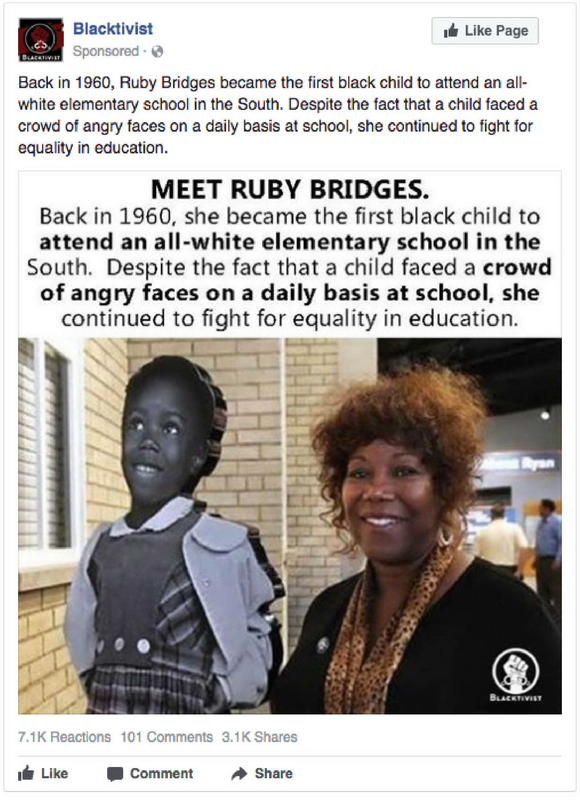 Blacktivist
Like Page
BLACKTIVIST
Sponsored ·
Back in 1960, Ruby Bridges became the first black child to attend an all-
white elementary school in the South. Despite the fact that a child faced a
crowd of angry faces on a daily basis at school, she continued to fight for
equality in education.
MEET RUBY BRIDGES.
Back in 1960, she became the first black child to
attend an all-white elementary school in the
South. Despite the fact that a child faced a crowd
of angry faces on a daily basis at school, she
continued to fight for equality in education.
Ryan
BLACKTIVIST
7.1K Reactions 101 Comments 3.1K Shares
Like Comment Share